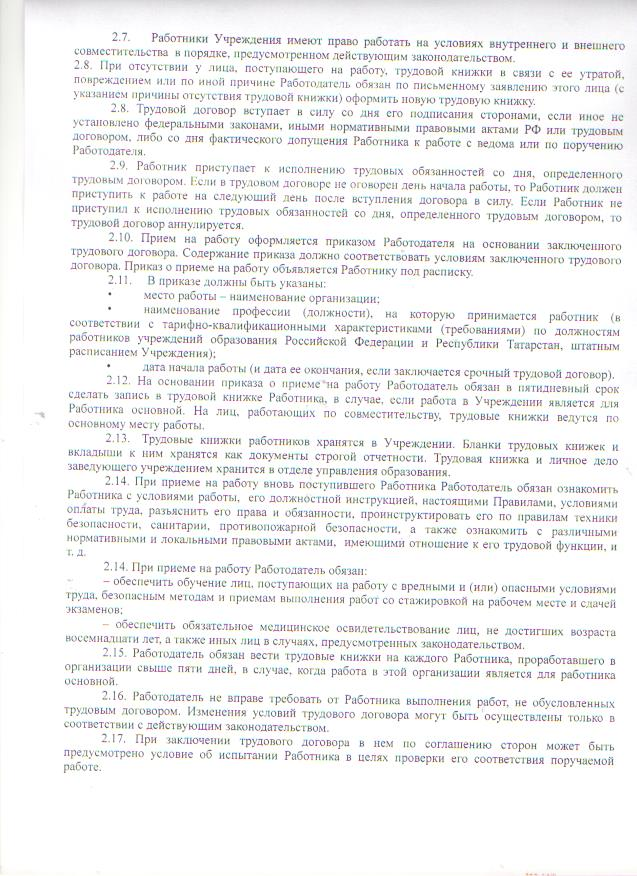 2.7. Работники Учреждения имеют право работать на условиях внутреннего и внешнего
совместительства в порядке, предусмотренном действующим законодательством.
2.8. При отсутствии у лица, поступающего на работу, трудовой книжки в связи с ее утратой,
повреждением или по иной причине Работодатель обязан по письменному заявлению этого лица (с
указанием причины отсутствия трудовой книжки) оформить новую трудовую книжку.
2.8. Трудовой договор вступает в силу со дня его подписания сторонами, если иное не
установлено федеральными законами, иными нормативными правовыми актами РФ или трудовым
договором, либо со дня фактического допущения Работника к работе с ведома или по поручению
Работодателя.
2.9. Работник приступает к исполнению трудовых обязанностей со дня, определенного
трудовым договором. Если в трудовом договоре не оговорен день начала работы, то Работник должен
приступить к работе на следующий день после вступления договора в силу. Если Работник не
приступил к исполнению трудовых обязанностей со дня, определенного трудовым договором, то
трудовой договор аннулируется.
2.10. Прием на работу оформляется приказом Работодателя на основании заключенного
трудового договора. Содержание приказа должно соответствовать условиям заключенного трудового
договора. Приказ о приеме на работу объявляется Работнику под расписку.
2.11. В приказе должны быть указаны:
• место работы – наименование организации;
• наименование профессии (должности), на которую принимается работник (в
соответствии с тарифно-квалификационными характеристиками (требованиями) по должностям
работников учреждений образования Российской Федерации и Республики Татарстан, штатным
расписанием Учреждения);
• дата начала работы (и дата ее окончания, если заключается срочный трудовой договор).
2.12. На основании приказа о приеме на работу Работодатель обязан в пятидневный срок
сделать запись в трудовой книжке Работника, в случае, если работа в Учреждении является для
Работника основной. На лиц, работающих по совместительству, трудовые книжки ведутся по
основному месту работы.
2.13. Трудовые книжки работников хранятся в Учреждении. Бланки трудовых книжек и
вкладыши к ним хранятся как документы строгой отчетности. Трудовая книжка и личное дело
заведующего учреждением хранится в отделе управления образования.
2.14. При приеме на работу вновь поступившего Работника Работодатель обязан ознакомить
Работника с условиями работы, его должностной инструкцией, настоящими Правилами, условиями
оплаты труда, разъяснить его права и обязанности, проинструктировать его по правилам техники
безопасности, санитарии, противопожарной безопасности, а также ознакомить с различными
нормативными и локальными правовыми актами, имеющими отношение к его трудовой функции, и
т. д.
2.14. При приеме на работу Работодатель обязан:
– обеспечить обучение лиц, поступающих на работу с вредными и (или) опасными условиями
труда, безопасным методам и приемам выполнения работ со стажировкой на рабочем месте и сдачей
экзаменов;
– обеспечить обязательное медицинское освидетельствование лиц, не достигших возраста
восемнадцати лет, а также иных лиц в случаях, предусмотренных законодательством.
2.15. Работодатель обязан вести трудовые книжки на каждого Работника, проработавшего в
организации свыше пяти дней, в случае, когда работа в этой организации является для работника
основной.
2.16. Работодатель не вправе требовать от Работника выполнения работ, не обусловленных
трудовым договором. Изменения условий трудового договора могут быть осуществлены только в
соответствии с действующим законодательством.
2.17. При заключении трудового договора в нем по соглашению сторон может быть
предусмотрено условие об испытании Работника в целях проверки его соответствия поручаемой
работе.